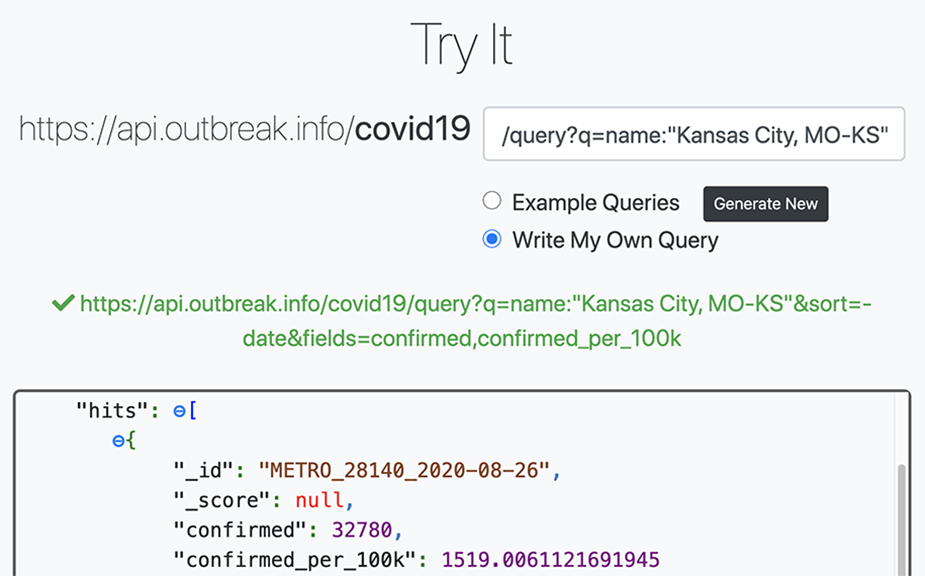 Try It
https://api.outbreak.info/covid19 /query?q=name:"Kansas City, MO-KS"
Example Queries Generate New
Write My Own Query
https://api.outbreak.info/covid19/query?q=name:"Kansas City, MO-KS"&sort=-
date&fields=confirmed,confirmed_per_100k
"hits": [
{
"_id": "METRO_28140_2020-08-26",
"_score": null,
"confirmed": 32780,
"confirmed_per_100k": 1519.0061121691945